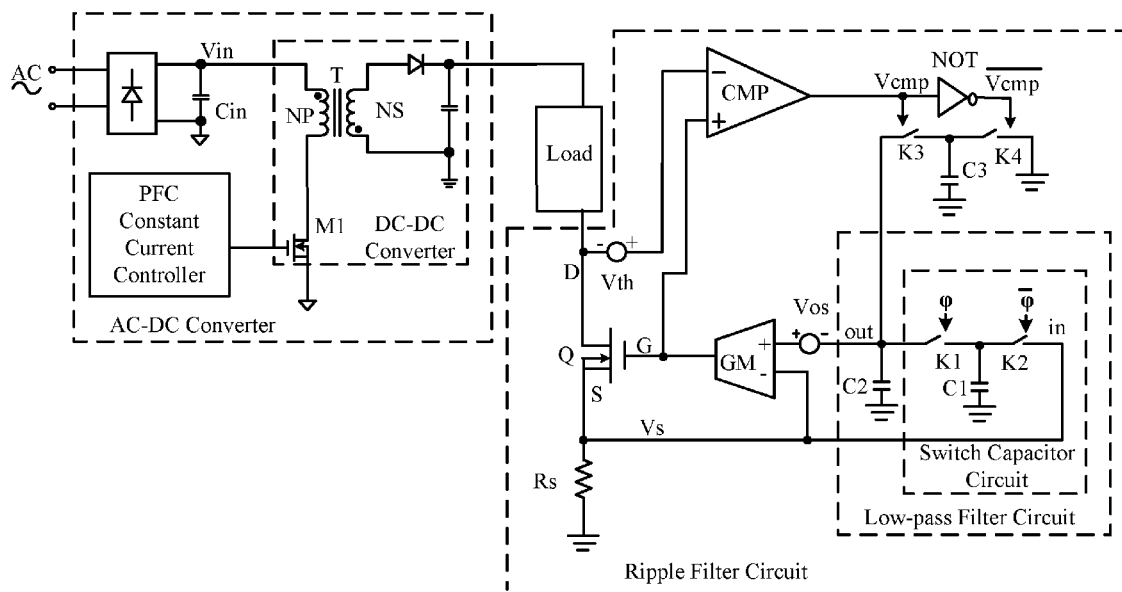 AC
Vin
Cin
T
NP
NS
M1
PFC
Constant
Current
Controller
DC-DC
Converter
AC-DC Converter
Load
D
- +
Vth
−
+
CMP
Vcmp
NOT
Vcmp
K3
C3
K4
Q
G
S
GM
+
-
Vos
+ -
out
φ
φ
in
K1
K2
C2
C1
Vs
Rs
Switch Capacitor
Circuit
Low-pass Filter Circuit
Ripple Filter Circuit